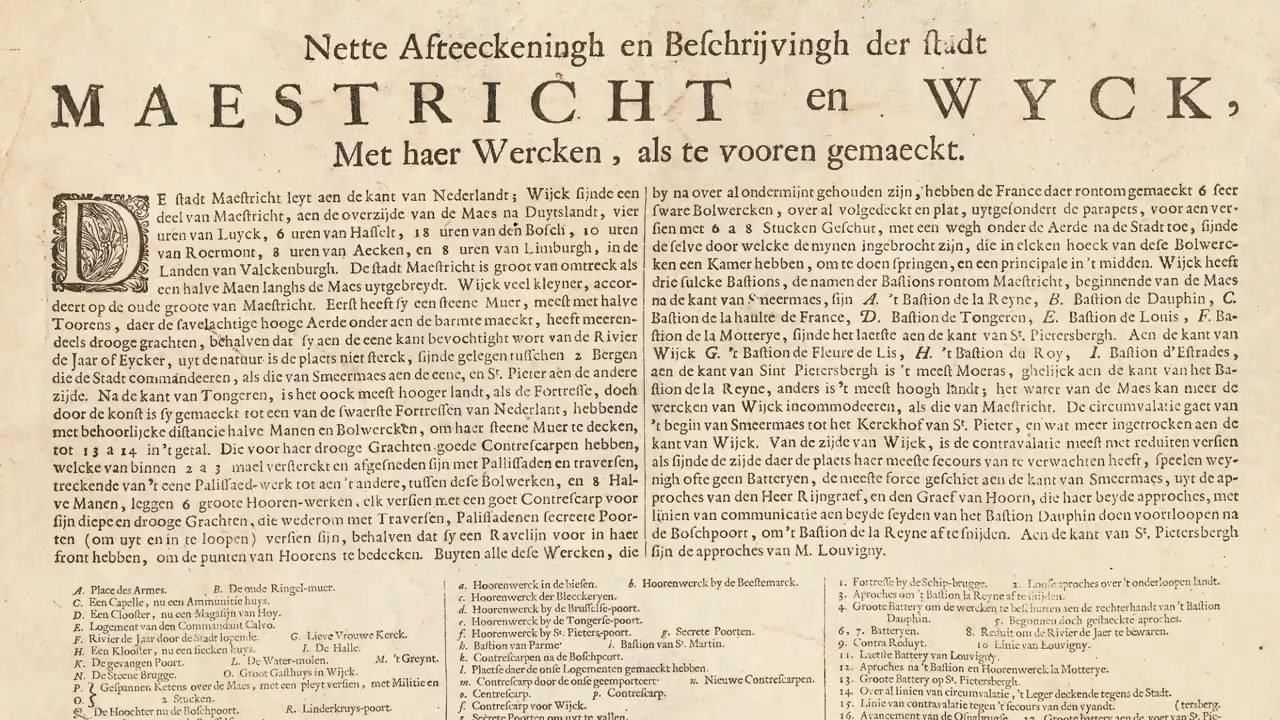 Nette Afteeckeningh en Beſchrijvingh der ſtadt
MAESTRICHT en WYCK,
Met haer Wercken, als te vooren gemaeckt.
DE ſtadt Maeſtricht leyt aen de kant van Nederlandt; Wijck ſijnde een
deel van Maeſtricht, aen de overzijde van de Maes na Duytslandt, vier
uren van Luyck, 6 uren van Haſſelt, 18 uren van den Boſch, 10 uren
van Roermont, 8 uren van Aecken, en 8 uren van Limburgh, in de
Landen van Valckenburgh. De ſtadt Maeſtricht is groot van omtreck als
een halve Maen langhs de Maes uytgebreydt. Wijck veel kleyner, accor-
deert op de oude groote van Maeſtricht. Eerſt heeft ſy een ſteene Muer, meeſt met halve
Toorens, daer de ſavelachtige hooge Aerde onder aen de barmte maeckt, heeft meeren-
deels drooge grachten, behalven dat ſy aen de eene kant bevochtight wort van de Rivier
de Jaar of Eycker, uyt de natuur is de plaets niet ſterck, ſijnde gelegen tuſſchen 2 Bergen
die de Stadt commandeeren, als die van Smeermaes aen de eene, en St. Pieter aen de andere
zijde. Na de kant van Tongeren, is het oock meeſt hooger landt, als de Fortreſſe, doch
door de konſt is ſy gemaeckt tot een van de ſwaerſte Fortreſſen van Nederlant, hebbende
met behoorlijcke diſtancie halve Manen en Bolwercken, om haer ſteene Muer te decken,
tot 13 a 14 in 't getal. Die voor haer drooge Grachten goede Contreſcarpen hebben,
welcke van binnen 2 a 3 mael verſterckt en afgeſneden ſijn met Palliſſaden en traverſen,
treckende van 't eene Paliſſaed-werk tot aen 't andere, tuſſen deſe Bolwercken, en 8 Hal-
ve Manen, leggen 6 groote Hooren-werken, elk verſien met een goet Contreſcarp voor
ſijn diepe en drooge Grachten, die wederom met Traverſen, Paliſſaden en ſecreete Poor-
ten (om uyt en in te loopen) verſien ſijn, behalven dat ſy een Ravelijn voor in haer
front hebben, om de punten van Hoorens te bedecken. Buyten alle deſe Wercken, die
by na over al ondermijnt gehouden zijn, hebben de France daer rontom gemaeckt 6 ſeer
ſware Bolwercken, over al volgedeckt en plat, uytgeſondert de parapets, voor aen ver-
ſien met 6 a 8 Stucken Geſchut, met een wegh onder de Aerde na de Stadt toe, ſijnde
de ſelve door welcke de mynen ingebrocht zijn, die in elcken hoeck van deſe Bolwerc-
ken een Kamer hebben, om te doen ſpringen, en een principale in 't midden. Wijck heeft
drie ſulcke Baſtions, de namen der Baſtions rontom Maeſtricht, beginnende van de Maes
na de kant van Smeermaes, ſijn A. 't Baſtion de la Reyne, B. Baſtion de Dauphin, C.
Baſtion de la haulte de France, D. Baſtion de Tongeren, E. Baſtion de Louis, F. Ba-
ſtion de la Motterye, ſijnde het laetſte aen de kant van St. Pietersbergh. Aen de kant van
Wijck G. 't Baſtion de Fleure de Lis, H. 't Baſtion du Roy, I. Baſtion d'Eſtrades,
aen de kant van Sint Pietersbergh is 't meeſt Moeras, ghelijck aen de kant van het Ba-
ſtion de la Reyne, anders is 't meeſt hoogh landt; het water van de Maes kan meer de
wercken van Wijck incommodeeren, als die van Maeſtricht. De circumvalatie gaet van
't begin van Smeermaes tot het Kerckhof van St. Pieter, en wat meer ingetrocken aen de
kant van Wijck. Van de zijde van Wijck, is de contravalatie meeſt met reduiten verſien
als ſijnde de zijde daer de plaets haer meeſte ſecours van te verwachten heeft, ſpeelen wey-
nigh ofte geen Batteryen, de meeſte force geſchiet aen de kant van Smeermaes, uyt de ap-
proches van den Heer Rijngraef, en den Graef van Hoorn, die haer beyde approches, met
linien van communicatie aen beyde ſeyden van het Baſtion Dauphin doen voortloopen na
de Boſchpoort, om 't Baſtion de la Reyne af te ſnijden. Aen de kant van St. Pietersbergh
ſijn de approches van M. Louvigny.
A. Place des Armes. B. De oude Ringel-muer.
C. Een Capelle, nu een Ammunitie huys.
D. Een Clooſter, nu een Magaſijn van Hoy.
E. Logement van den Commandant Calvo.
F. Rivier de Jaar door de Stadt lopende. G. Lieve Vrouwe Kerck.
H. Een Klooſter, nu een ſiecken huys. I. De Halle.
K. De gevangen Poort. L. De Water-molen. M. 't Greynt.
N. De Steene Brugge. O. Groot Gaſthuys in Wijck.
P. Geſpannen Ketens over de Maes, met een pleyt verſien, met Militie en
O. 2 Stucken.
Q. De Hoochter nu de Boſchpoort. R. Linderkruys-poort.
a. Hoorenwerck in de bieſen. b. Hoorenwerck by de Beeſtemarck.
c. Hoorenwerck der Bleeckeryen.
d. Hoorenwerck by de Bruſſelſe-poort.
e. Hoorenwerck by de Tongerſe-poort.
f. Hoorenwerck by St. Pieters-poort. g. Secrete Poorten.
h. Baſtion van Parme. i. Baſtion van St. Martin.
k. Contreſcarpen na de Boſchpoort.
l. Plaetſe daer de onſe Logementen gemaeckt hebben.
m. Contreſcarp door de onſe geemporteert. n. Nieuwe Contreſcarpen.
o. Centreſcarp. p. Contreſcarp.
ſ. Contreſcarp voor Wijck.
t. Secrete Poorten om uyt te vallen.
1. Fortreſſe by de Schip-brugge. 2. Looſe aproches over 't onderloopen landt.
3. Aproches om 't Baſtion la Reyne af te ſnijden.
4. Groote Battery om de wercken te beſchutten aen de rechterhandt van 't Baſtion
Dauphin. 5. Begonnen doch geſtaeckte aproches.
6, 7. Batteryen. 8. Reduit om de Rivier de Jaer te bewaren.
9. Contra Reduyt. 10 Linie van Louvigny.
11. Laetſte Battery van Louvigny.
12. Aproches na 't Baſtion en Hoorenwerck la Motterye.
13. Groote Battery op St. Pietersbergh.
14. Over al linien van circumvalatie, 't Leger deckende tegens de Stadt.
15. Linie van contravalatie tegen 't ſecours van den vyandt. (tersberg.
16. Avancement van de Oſnabrugſe. 17. Groote battery aen de voet van St. Pie-